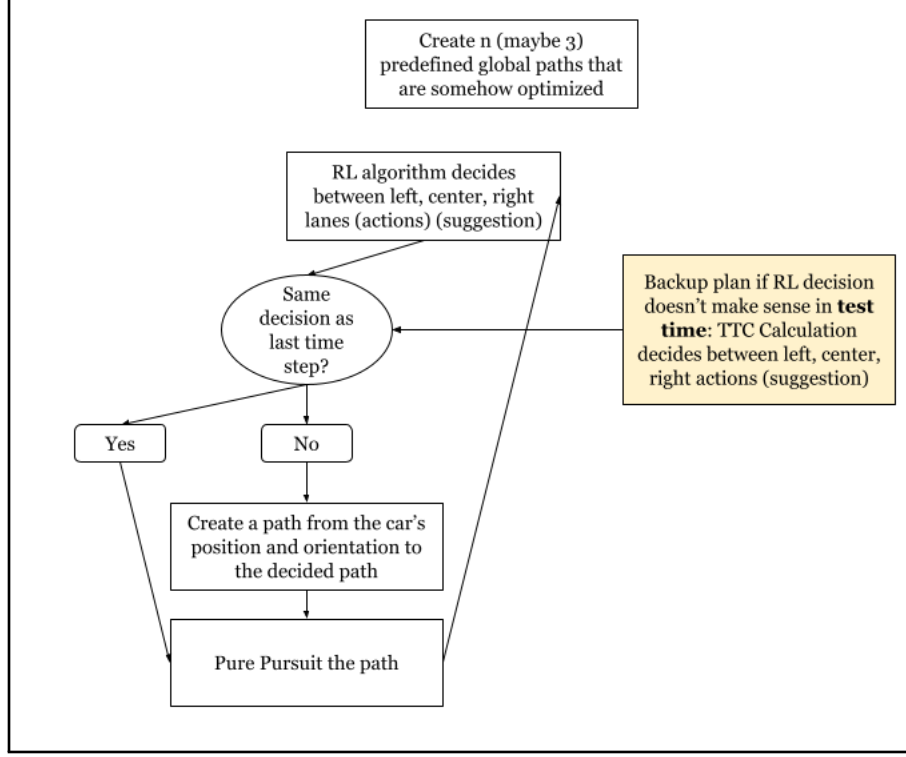 Create n (maybe 3)
predefined global paths that
are somehow optimized
RL algorithm decides
between left, center, right
lanes (actions) (suggestion)
Same
decision as
last time
step?
Backup plan if RL decision
doesn’t make sense in test
time: TTC Calculation
decides between left, center,
right actions (suggestion)
Yes
No
Create a path from the car’s
position and orientation to
the decided path
Pure Pursuit the path